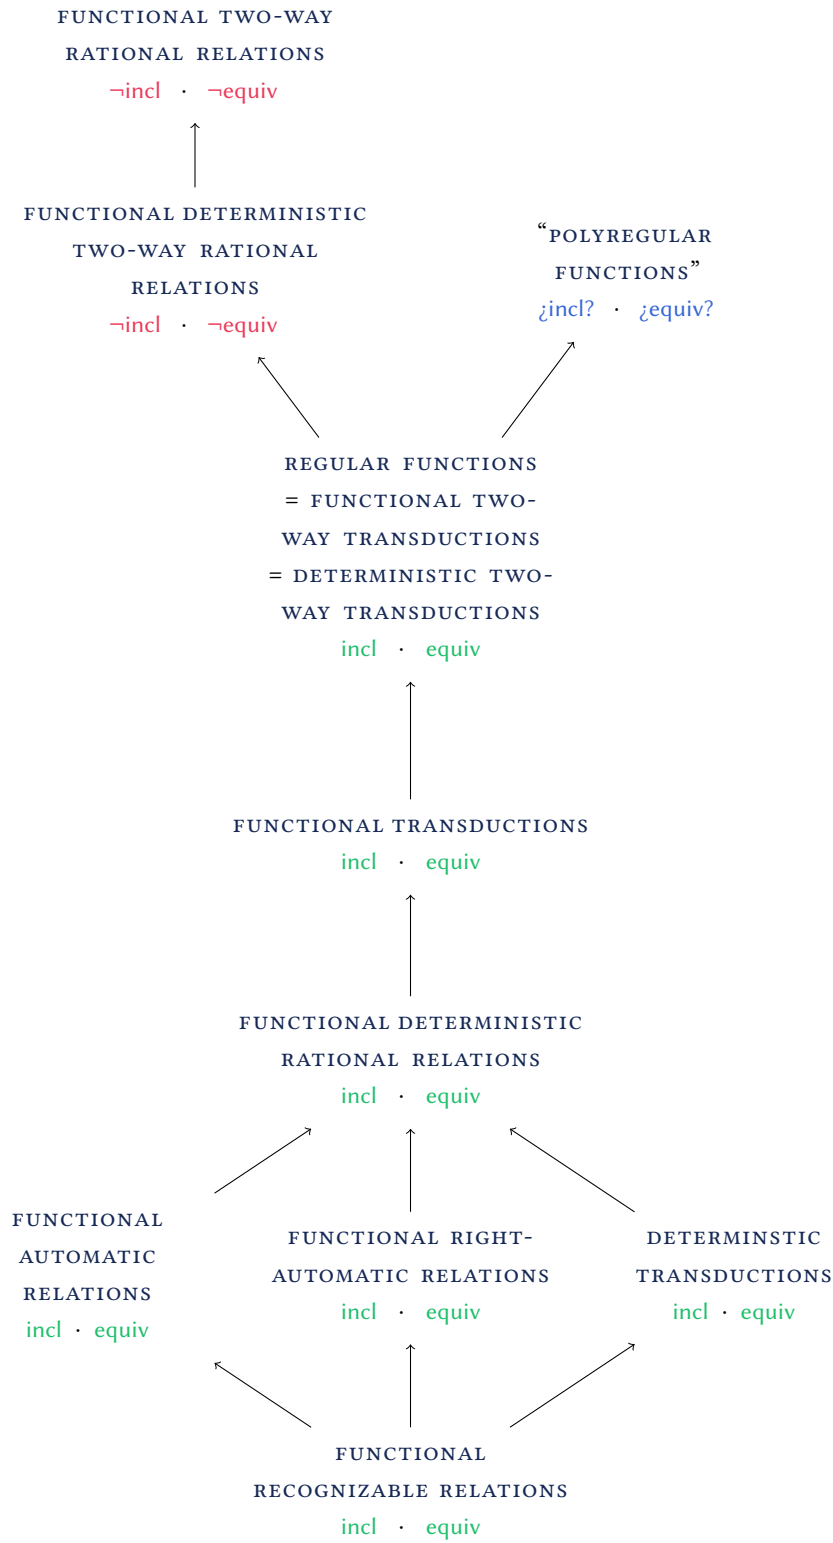 FUNCTIONAL TWO-WAY
RATIONAL RELATIONS
¬incl · ¬equiv
FUNCTIONAL DETERMINISTIC
TWO-WAY RATIONAL
RELATIONS
¬incl · ¬equiv
“POLYREGULAR
FUNCTIONS”
¿incl? · ¿equiv?
REGULAR FUNCTIONS
= FUNCTIONAL TWO-
WAY TRANSDUCTIONS
= DETERMINISTIC TWO-
WAY TRANSDUCTIONS
incl · equiv
FUNCTIONAL TRANSDUCTIONS
incl · equiv
FUNCTIONAL DETERMINISTIC
RATIONAL RELATIONS
incl · equiv
FUNCTIONAL
AUTOMATIC
RELATIONS
incl · equiv
FUNCTIONAL RIGHT-
AUTOMATIC RELATIONS
incl · equiv
DETERMINSTIC
TRANSDUCTIONS
incl · equiv
FUNCTIONAL
RECOGNIZABLE RELATIONS
incl · equiv